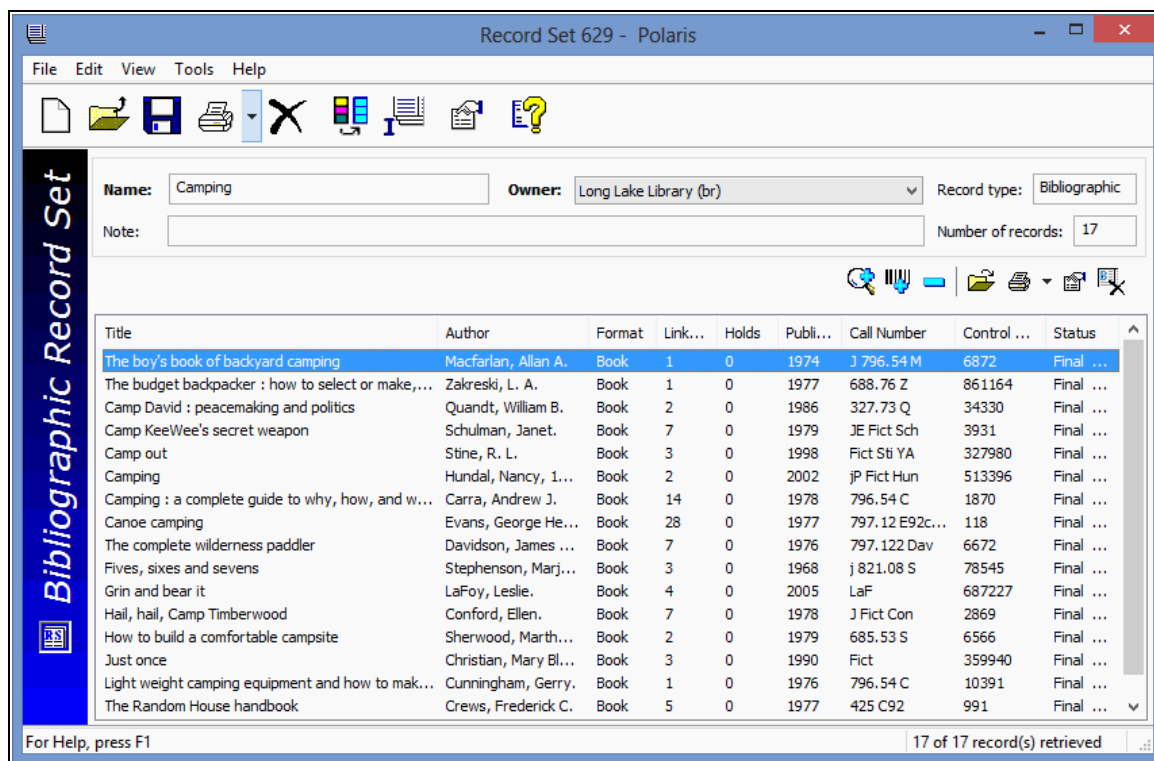 Record Set 629 - Polaris
File Edit View Tools Help
Bibliographic Record Set
Name: Camping Owner: Long Lake Library (br) Record type: Bibliographic
Note: Number of records: 17
Title Author Format Link... Holds Publi... Call Number Control ... Status
The boy's book of backyard camping Macfarlan, Allan A. Book 1 0 1974 J 796.54 M 6872 Final ...
The budget backpacker : how to select or make,... Zakreski, L. A. Book 1 0 1977 688.76 Z 861164 Final ...
Camp David : peacemaking and politics Quandt, William B. Book 2 0 1986 327.73 Q 34330 Final ...
Camp KeeWee's secret weapon Schulman, Janet. Book 7 0 1979 JE Fict Sch 3931 Final ...
Camp out Stine, R. L. Book 3 0 1998 Fict Sti YA 327980 Final ...
Camping Hundal, Nancy, 1... Book 2 0 2002 jP Fict Hun 513396 Final ...
Camping : a complete guide to why, how, and w... Carra, Andrew J. Book 14 0 1978 796.54 C 1870 Final ...
Canoe camping Evans, George He... Book 28 0 1977 797.12 E92c... 118 Final ...
The complete wilderness paddler Davidson, James ... Book 7 0 1976 797.122 Dav 6672 Final ...
Fives, sixes and sevens Stephenson, Marj... Book 3 0 1968 j 821.08 S 78545 Final ...
Grin and bear it LaFoy, Leslie. Book 4 0 2005 LaF 687227 Final ...
Hail, hail, Camp Timberwood Conford, Ellen. Book 7 0 1978 J Fict Con 2869 Final ...
How to build a comfortable campsite Sherwood, Marth... Book 2 0 1979 685.53 S 6566 Final ...
Just once Christian, Mary Bl... Book 3 0 1990 Fict 359940 Final ...
Light weight camping equipment and how to mak... Cunningham, Gerry. Book 1 0 1976 796.54 C 10391 Final ...
The Random House handbook Crews, Frederick C. Book 5 0 1977 425 C92 991 Final ...
For Help, press F1 17 of 17 record(s) retrieved